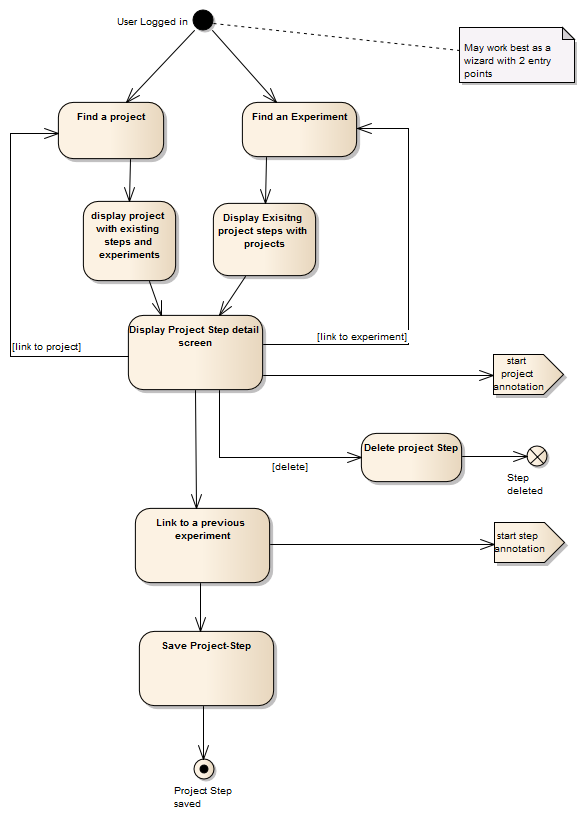 User Logged in
May work best as a
wizard with 2 entry
points
Find a project
Find an Experiment
display project
with existing
steps and
experiments
Display Exisitng
project steps with
projects
Display Project Step detail
screen
[link to project]
[link to experiment]
start
project
annotation
Delete project Step
[delete]
Step
deleted
Link to a previous
experiment
start step
annotation
Save Project-Step
Project Step
saved